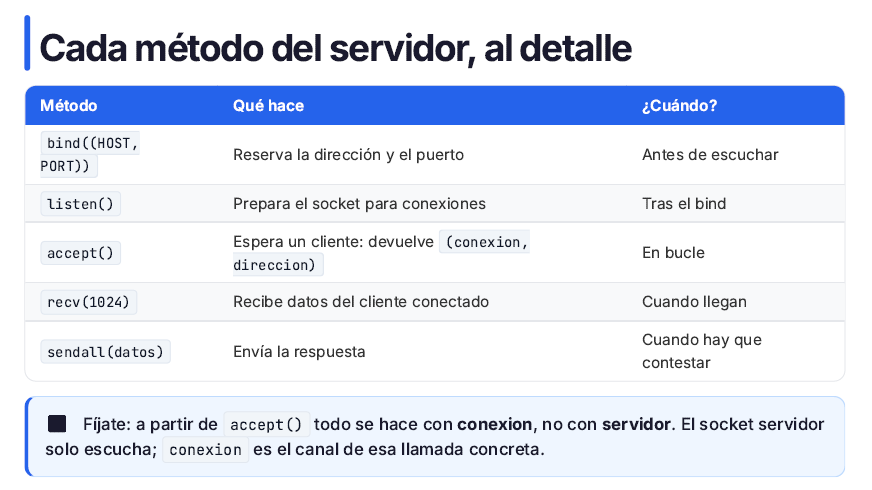 Cada método del servidor, al detalle
Método Qué hace ¿Cuándo?
bind((HOST,
PORT)) Reserva la dirección y el puerto Antes de escuchar
listen() Prepara el socket para conexiones Tras el bind
accept() Espera un cliente: devuelve (conexion,
direccion) En bucle
recv(1024) Recibe datos del cliente conectado Cuando llegan
sendall(datos) Envía la respuesta Cuando hay que
contestar
Fíjate: a partir de accept() todo se hace con conexion, no con servidor. El socket servidor
solo escucha; conexion es el canal de esa llamada concreta.